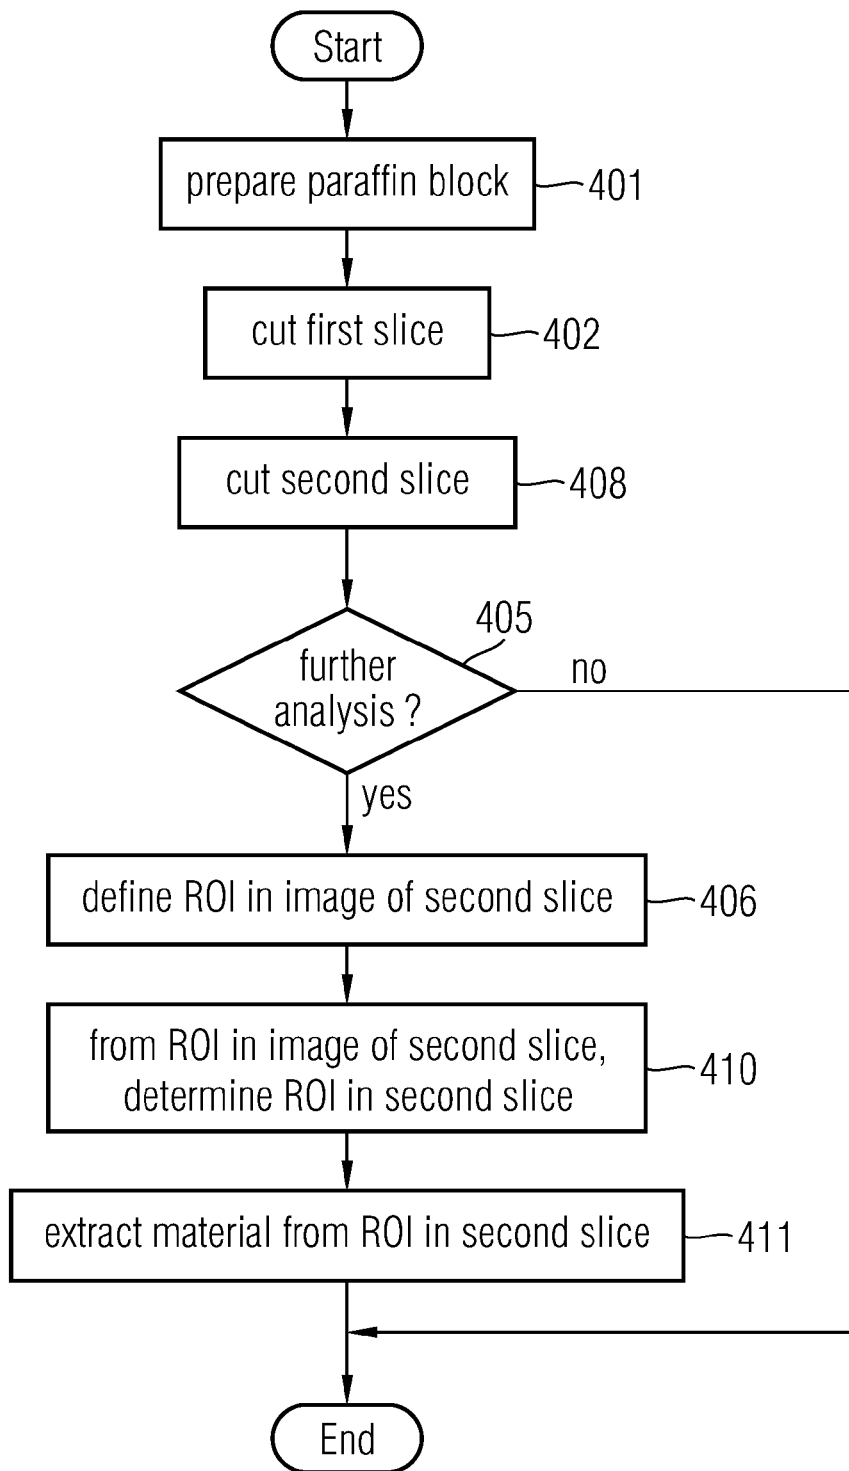 Start
prepare paraffin block
401
cut first slice
402
cut second slice
408
405
further
analysis ?
no
yes
define ROI in image of second slice
406
from ROI in image of second slice,
determine ROI in second slice
410
extract material from ROI in second slice
411
End